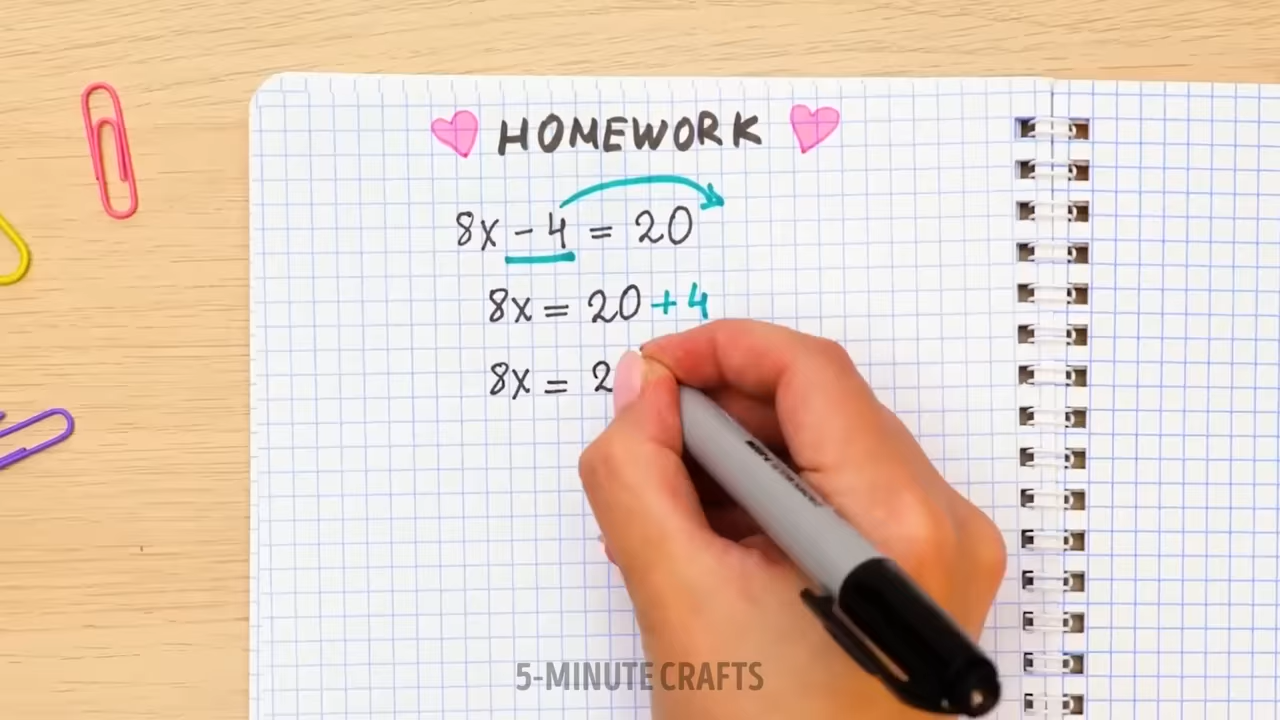 HOMEWORK
8x - 4 = 20
8x = 20 + 4
8x = 2
5-MINUTE CRAFTS